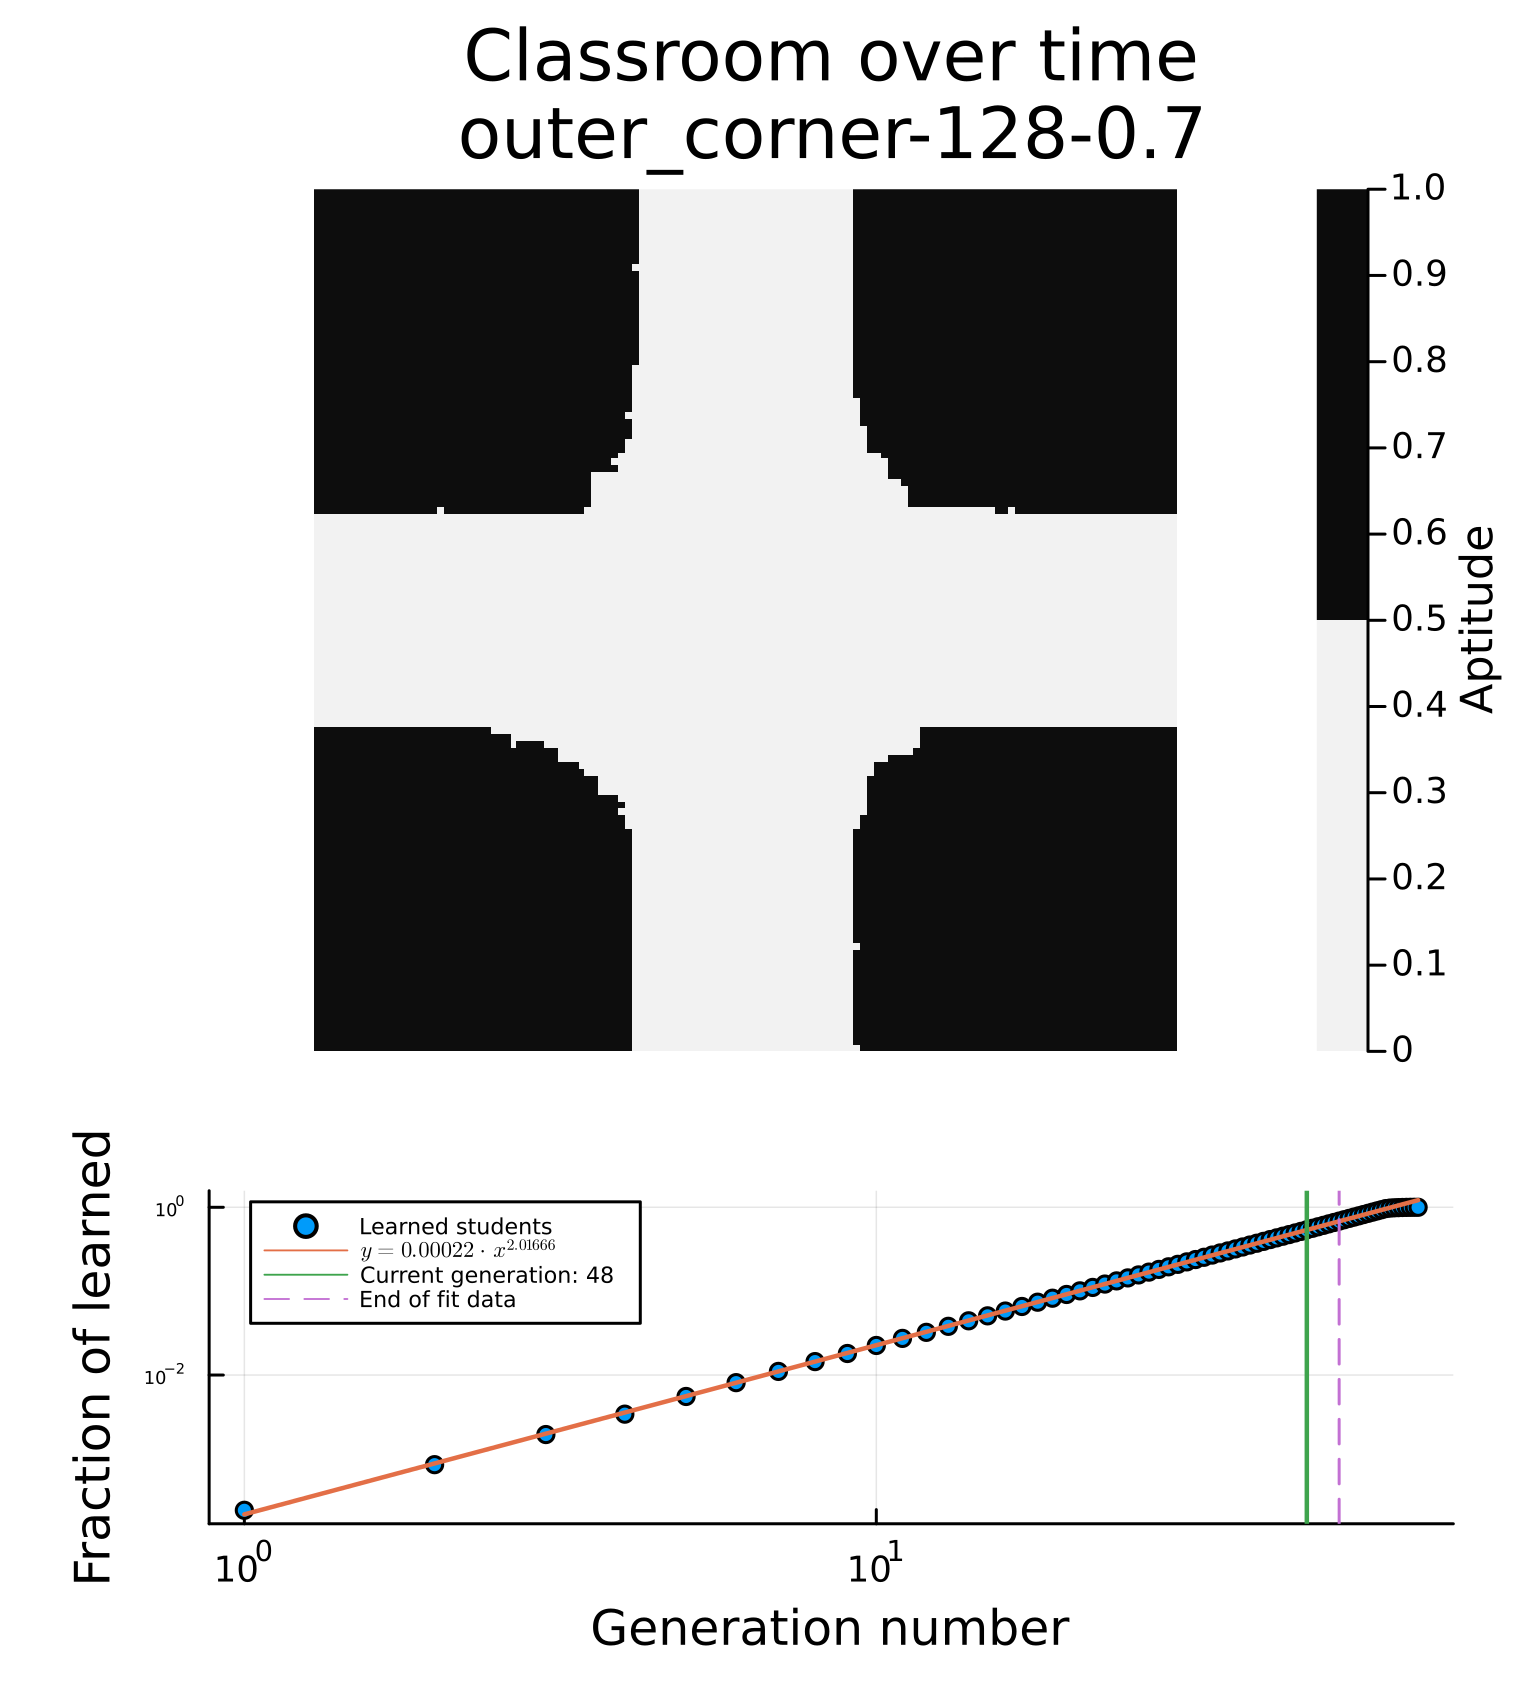 Classroom over time
outer_corner-128-0.7
1.0
0.9
0.8
0.7
0.6
0.5
0.4
0.3
0.2
0.1
0
Aptitude
Fraction of learned
10⁰
10⁻²
Learned students
y = 0.00022 · x^2.01666
Current generation: 48
End of fit data
10⁰ 10¹
Generation number